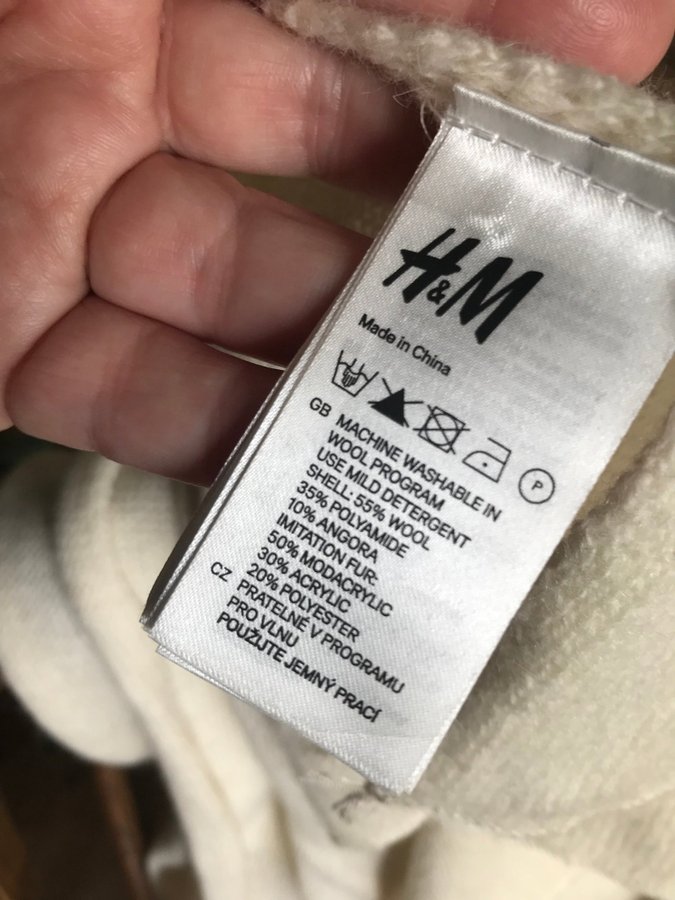 H&M
Made in China
P
GB MACHINE WASHABLE IN
WOOL PROGRAM
USE MILD DETERGENT
SHELL: 55% WOOL
35% POLYAMIDE
10% ANGORA
IMITATION FUR:
50% MODACRYLIC
30% ACRYLIC
20% POLYESTER
CZ PRATELNÉ V PROGRAMU
PRO VLNU
POUŽIJTE JEMNÝ PRACÍ